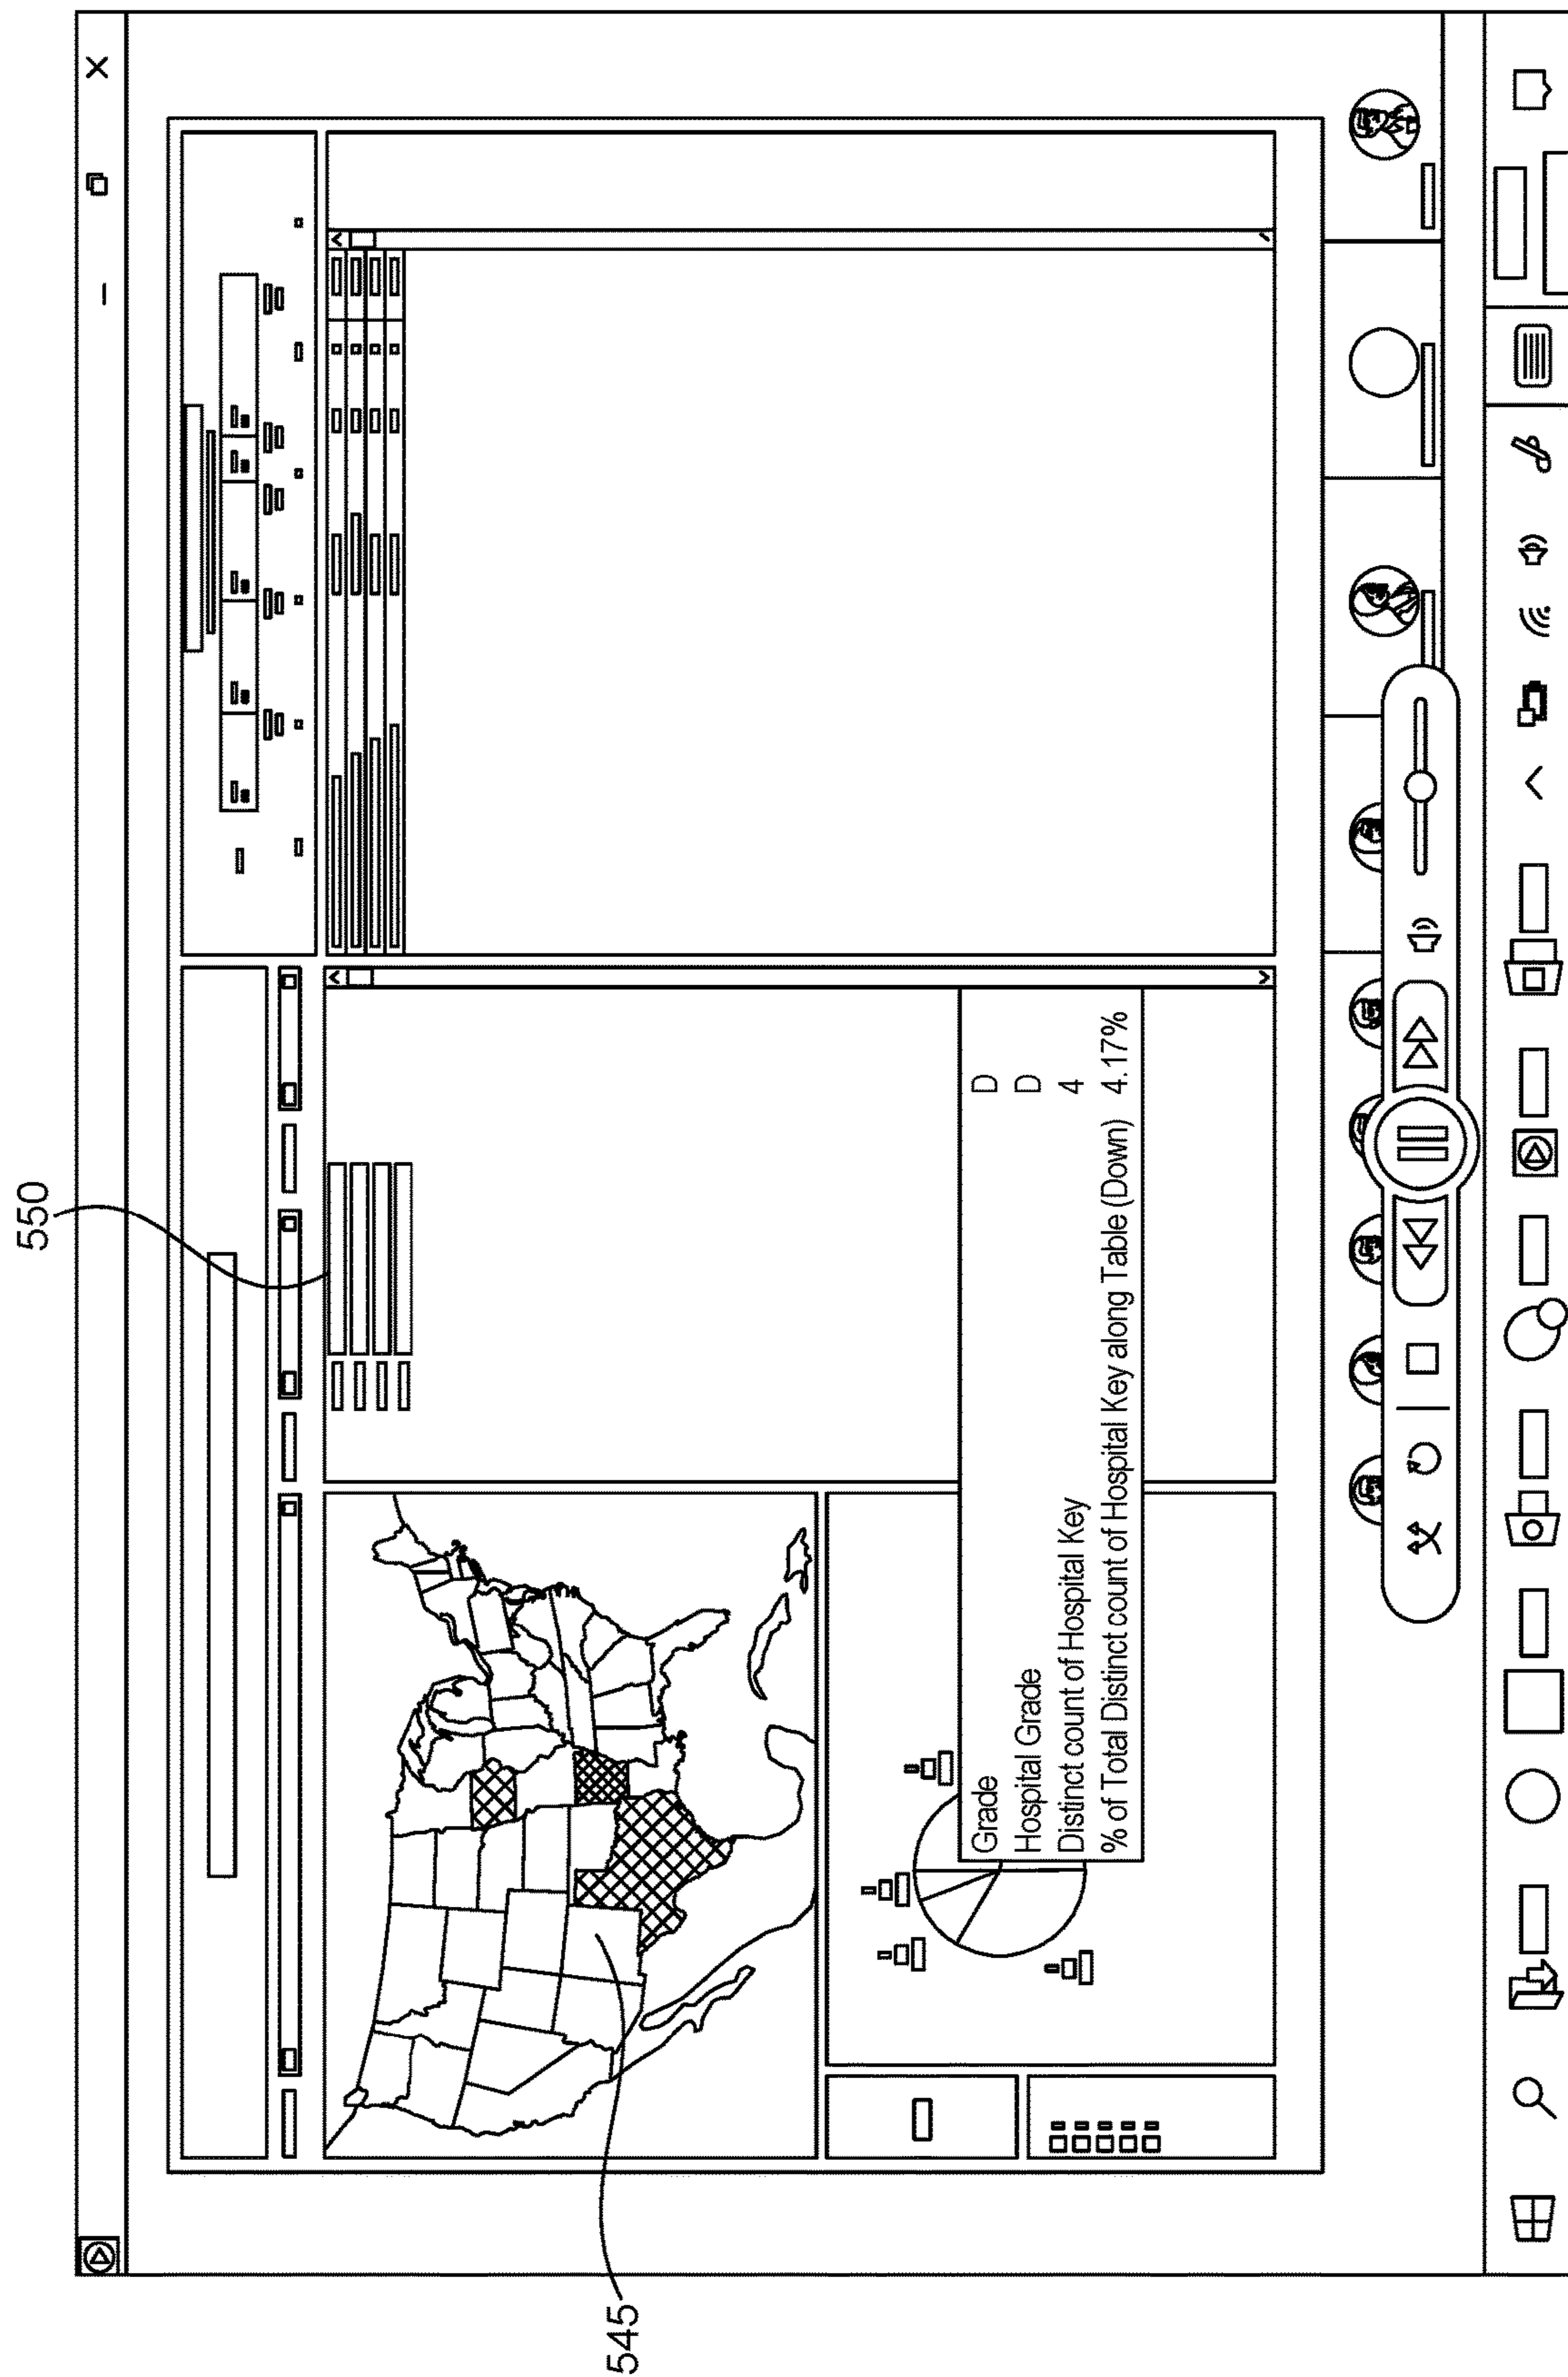 550
545
Grade D
Hospital Grade D
Distinct count of Hospital Key 4
% of Total Distinct count of Hospital Key along Table (Down) 4.17%